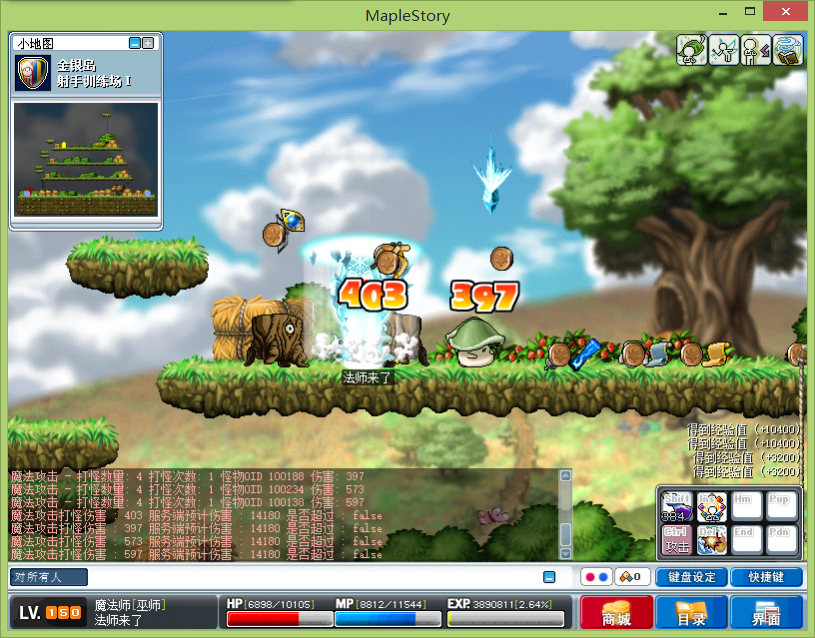 MapleStory
小地图
金银岛
射手训练场 I
403
397
法师来了
得到经验值 (+10400)
得到经验值 (+10400)
得到经验值 (+3200)
得到经验值 (+3200)
魔法攻击 - 打怪数量: 4 打怪次数: 1 怪物OID 100188 伤害: 397
魔法攻击 - 打怪数量: 4 打怪次数: 1 怪物OID 100234 伤害: 573
魔法攻击 - 打怪数量: 4 打怪次数: 1 怪物OID 100138 伤害: 597
魔法攻击打怪伤害 : 403 服务端预计伤害 : 14180 是否超过 : false
魔法攻击打怪伤害 : 397 服务端预计伤害 : 14180 是否超过 : false
魔法攻击打怪伤害 : 573 服务端预计伤害 : 14180 是否超过 : false
魔法攻击打怪伤害 : 597 服务端预计伤害 : 14180 是否超过 : false
Shift Ins Hm Pup
384
Ctrl Del End Pdn
攻击
对所有人
0
键盘设定
快捷键
LV. 150
魔法师[巫师]
法师来了
HP[6898/10105] MP[8812/11544] EXP 3890811[2.64%]
商城
目录
界面